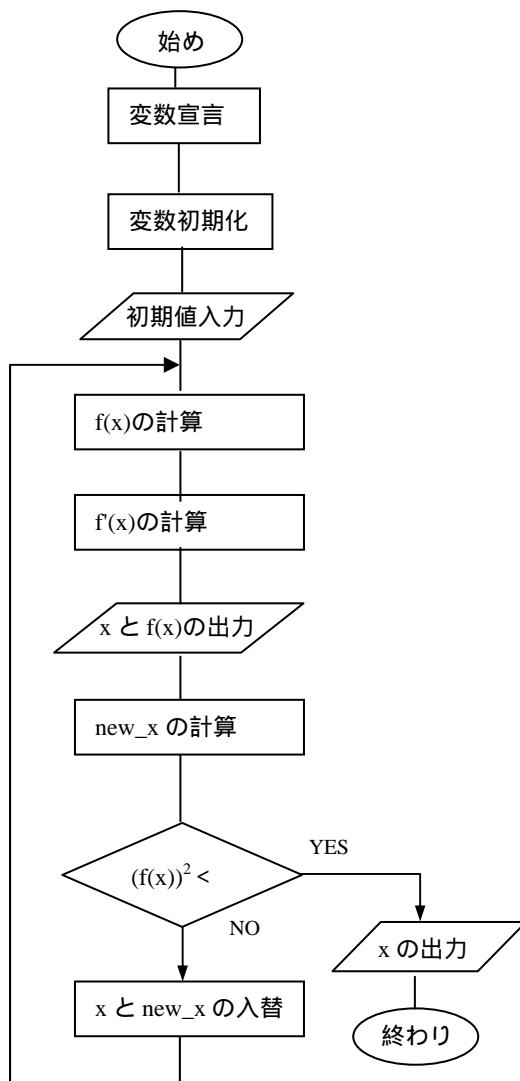 始め
変数宣言
変数初期化
初期値入力
f(x)の計算
f'(x)の計算
x と f(x)の出力
new_x の計算
(f(x))² <
YES
NO
x の出力
x と new_x の入替
終わり